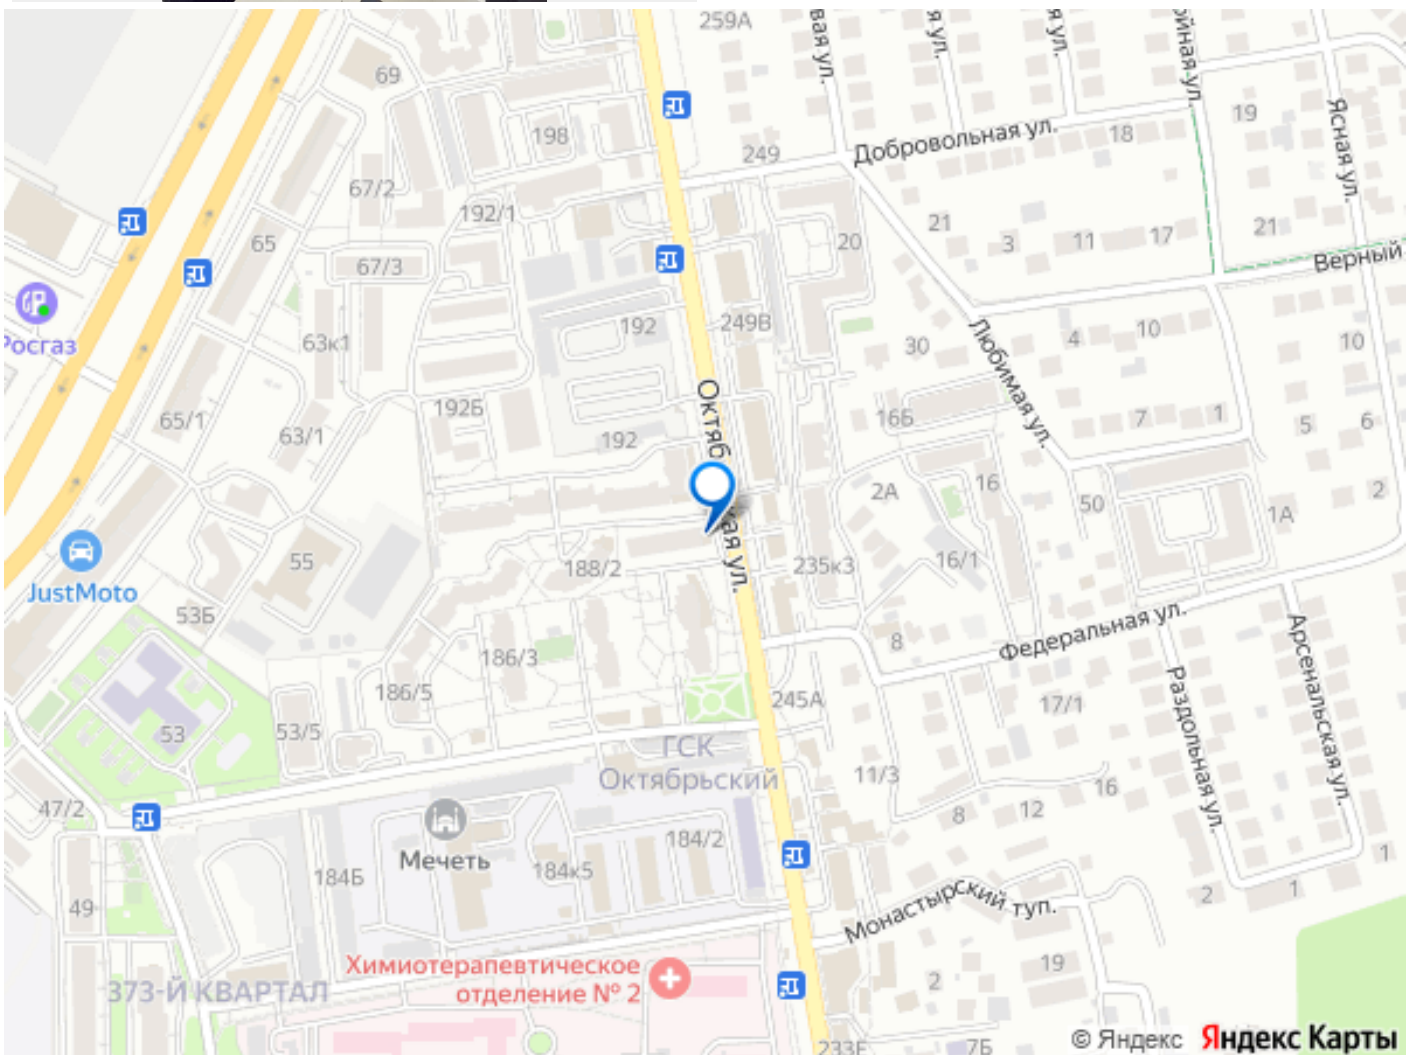 259А
вая ул.
я ул.
я ул.
ойная ул.
69
198
249
Добровольная ул.
18
19
Ясная ул.
67/2
192/1
65
67/3
20
21
3
11
17
21
Верный
Росгаз
63к1
192
249В
30
Любимая ул.
4
10
10
65/1
63/1
192Б
192
Октяб
кая ул.
16б
7
1
5
6
2А
16
50
1А
2
JustMoto
55
53Б
188/2
235к3
16/1
8
Федеральная ул.
Раздольная ул.
Арсенальская ул.
186/3
186/5
53
53/5
245А
17/1
ГСК
Октябрьский
11/3
8
12
16
47/2
Мечеть
184/2
184Б
184к5
49
2
1
1
Монастырский туп.
373-Й КВАРТАЛ
Химиотерапевтическое
отделение № 2
2
19
233Е
7Б
© Яндекс Яндекс Карты